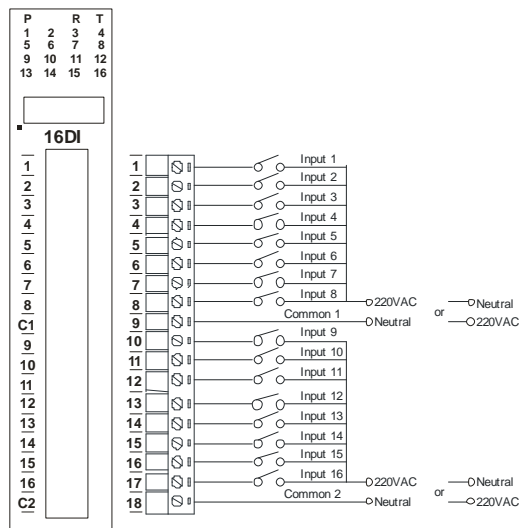 P R T
1 2 3 4
5 6 7 8
9 10 11 12
13 14 15 16
16DI
1
2
3
4
5
6
7
8
C1
9
10
11
12
13
14
15
16
C2
1 Input 1
2 Input 2
3 Input 3
4 Input 4
5 Input 5
6 Input 6
7 Input 7
8 Input 8 220VAC or Neutral
9 Common 1 Neutral 220VAC
10 Input 9
11 Input 10
12 Input 11
13 Input 12
14 Input 13
15 Input 14
16 Input 15
17 Input 16 220VAC or Neutral
18 Common 2 Neutral 220VAC